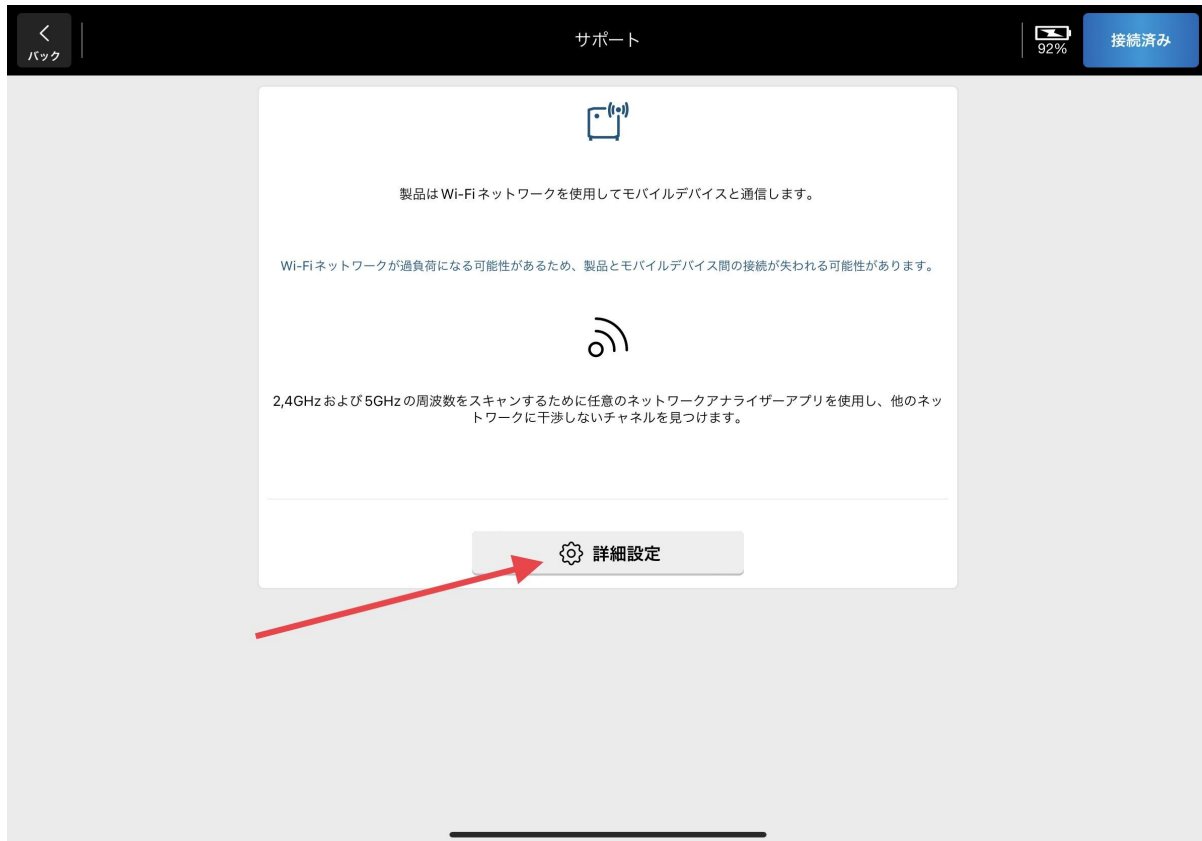 バック
サポート
92%
接続済み
製品は Wi-Fi ネットワークを使用してモバイルデバイスと通信します。
Wi-Fi ネットワークが過負荷になる可能性があるため、製品とモバイルデバイス間の接続が失われる可能性があります。
2,4GHz および 5GHz の周波数をスキャンするために任意のネットワークアナライザーアプリを使用し、他のネッ
トワークに干渉しないチャネルを見つけます。
詳細設定